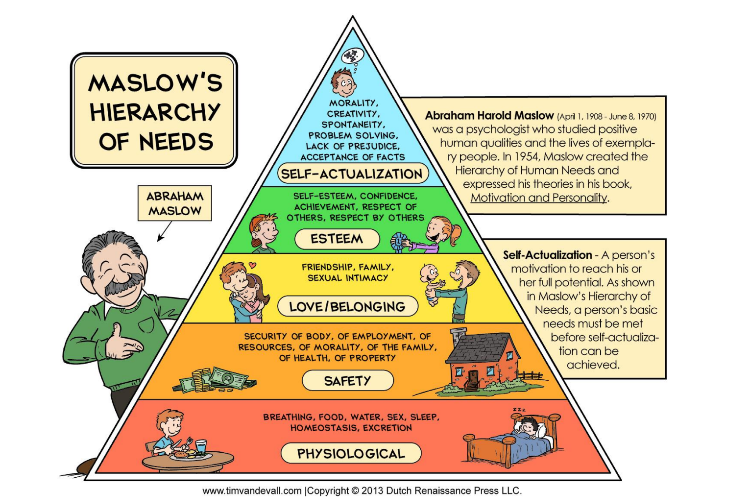 MASLOW'S
HIERARCHY
OF NEEDS
ABRAHAM
MASLOW
MORALITY,
CREATIVITY,
SPONTANEITY,
PROBLEM SOLVING,
LACK OF PREJUDICE,
ACCEPTANCE OF FACTS
SELF-ACTUALIZATION
SELF-ESTEEM, CONFIDENCE,
ACHIEVEMENT, RESPECT OF
OTHERS, RESPECT BY OTHERS
ESTEEM
FRIENDSHIP, FAMILY,
SEXUAL INTIMACY
LOVE/BELONGING
SECURITY OF BODY, OF EMPLOYMENT, OF
RESOURCES, OF MORALITY, OF THE FAMILY,
OF HEALTH, OF PROPERTY
SAFETY
BREATHING, FOOD, WATER, SEX, SLEEP,
HOMEOSTASIS, EXCRETION
PHYSIOLOGICAL
zzz
Abraham Harold Maslow (April 1, 1908 - June 8, 1970)
was a psychologist who studied positive
human qualities and the lives of exempla-
ry people. In 1954, Maslow created the
Hierarchy of Human Needs and
expressed his theories in his book,
Motivation and Personality.
Self-Actualization - A person's
motivation to reach his or
her full potential. As shown
in Maslow's Hierarchy of
Needs, a person's basic
needs must be met
before self-actualiza-
tion can be
achieved.
www.timvandevall.com |Copyright © 2013 Dutch Renaissance Press LLC.